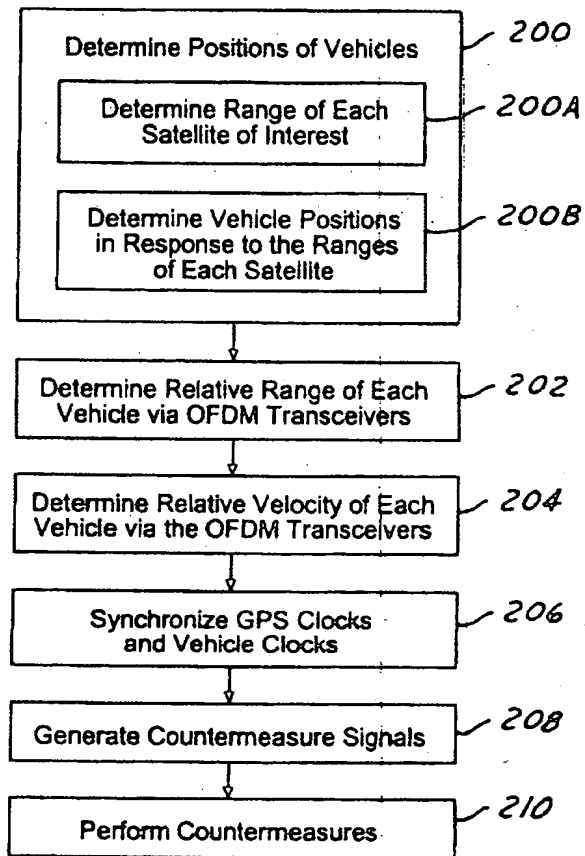 Determine Positions of Vehicles
200
Determine Range of Each
Satellite of Interest
200A
Determine Vehicle Positions
in Response to the Ranges
of Each Satellite
200B
Determine Relative Range of Each
Vehicle via OFDM Transceivers
202
Determine Relative Velocity of Each
Vehicle via the OFDM Transceivers
204
Synchronize GPS Clocks
and Vehicle Clocks
206
Generate Countermeasure Signals
208
Perform Countermeasures
210